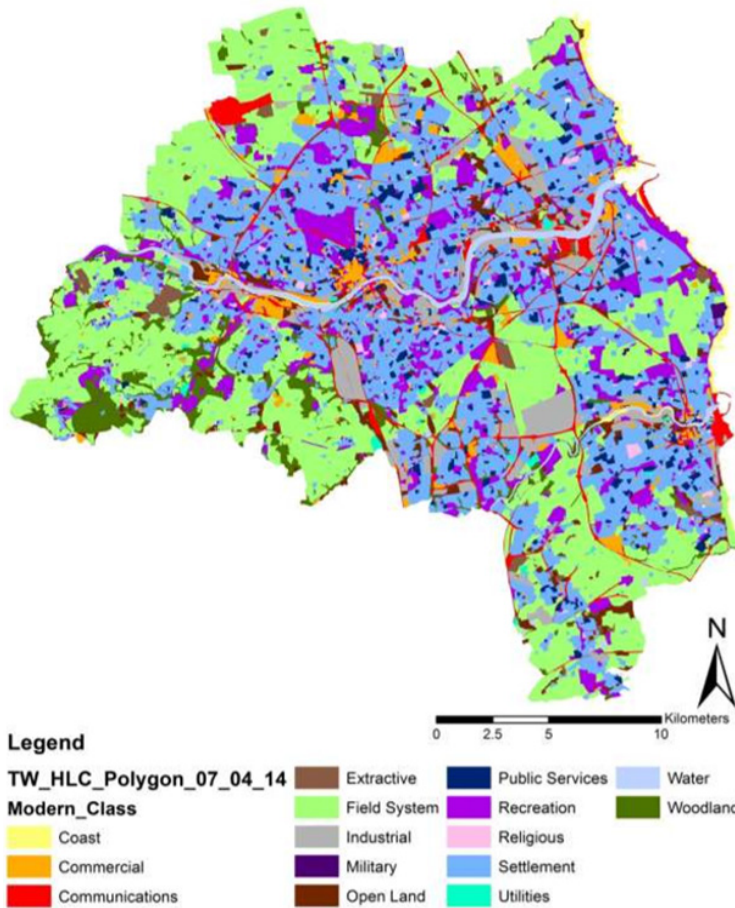 N
Kilometers
0 2.5 5 10
Legend
TW_HLC_Polygon_07_04_14
Modern_Class
Coast
Commercial
Communications
Extractive
Field System
Industrial
Military
Open Land
Public Services
Recreation
Religious
Settlement
Utilities
Water
Woodland